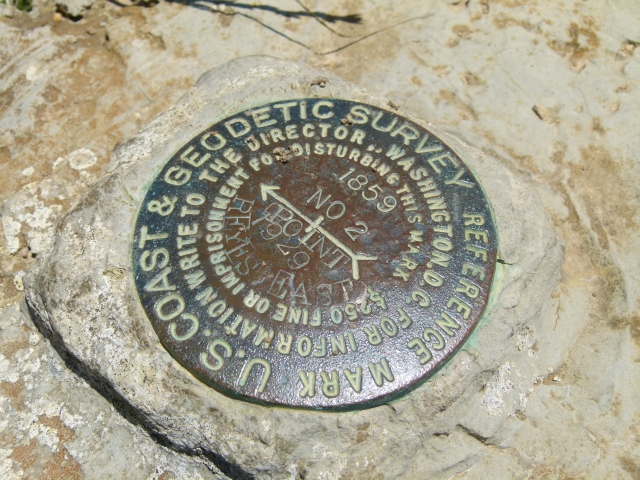 U.S. COAST & GEODETIC SURVEY REFERENCE MARK
FOR INFORMATION WRITE TO THE DIRECTOR, WASHINGTON, D.C.
$250 FINE OR IMPRISONMENT FOR DISTURBING THIS MARK
1859
NO 2
POINT
REYES EAST
1929